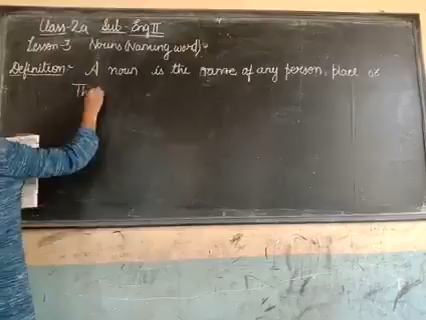 Class-2a Sub- Eng II
Lesson-3 Nouns (Naming word)
Definition:- A noun is the name of any person, place or
Th